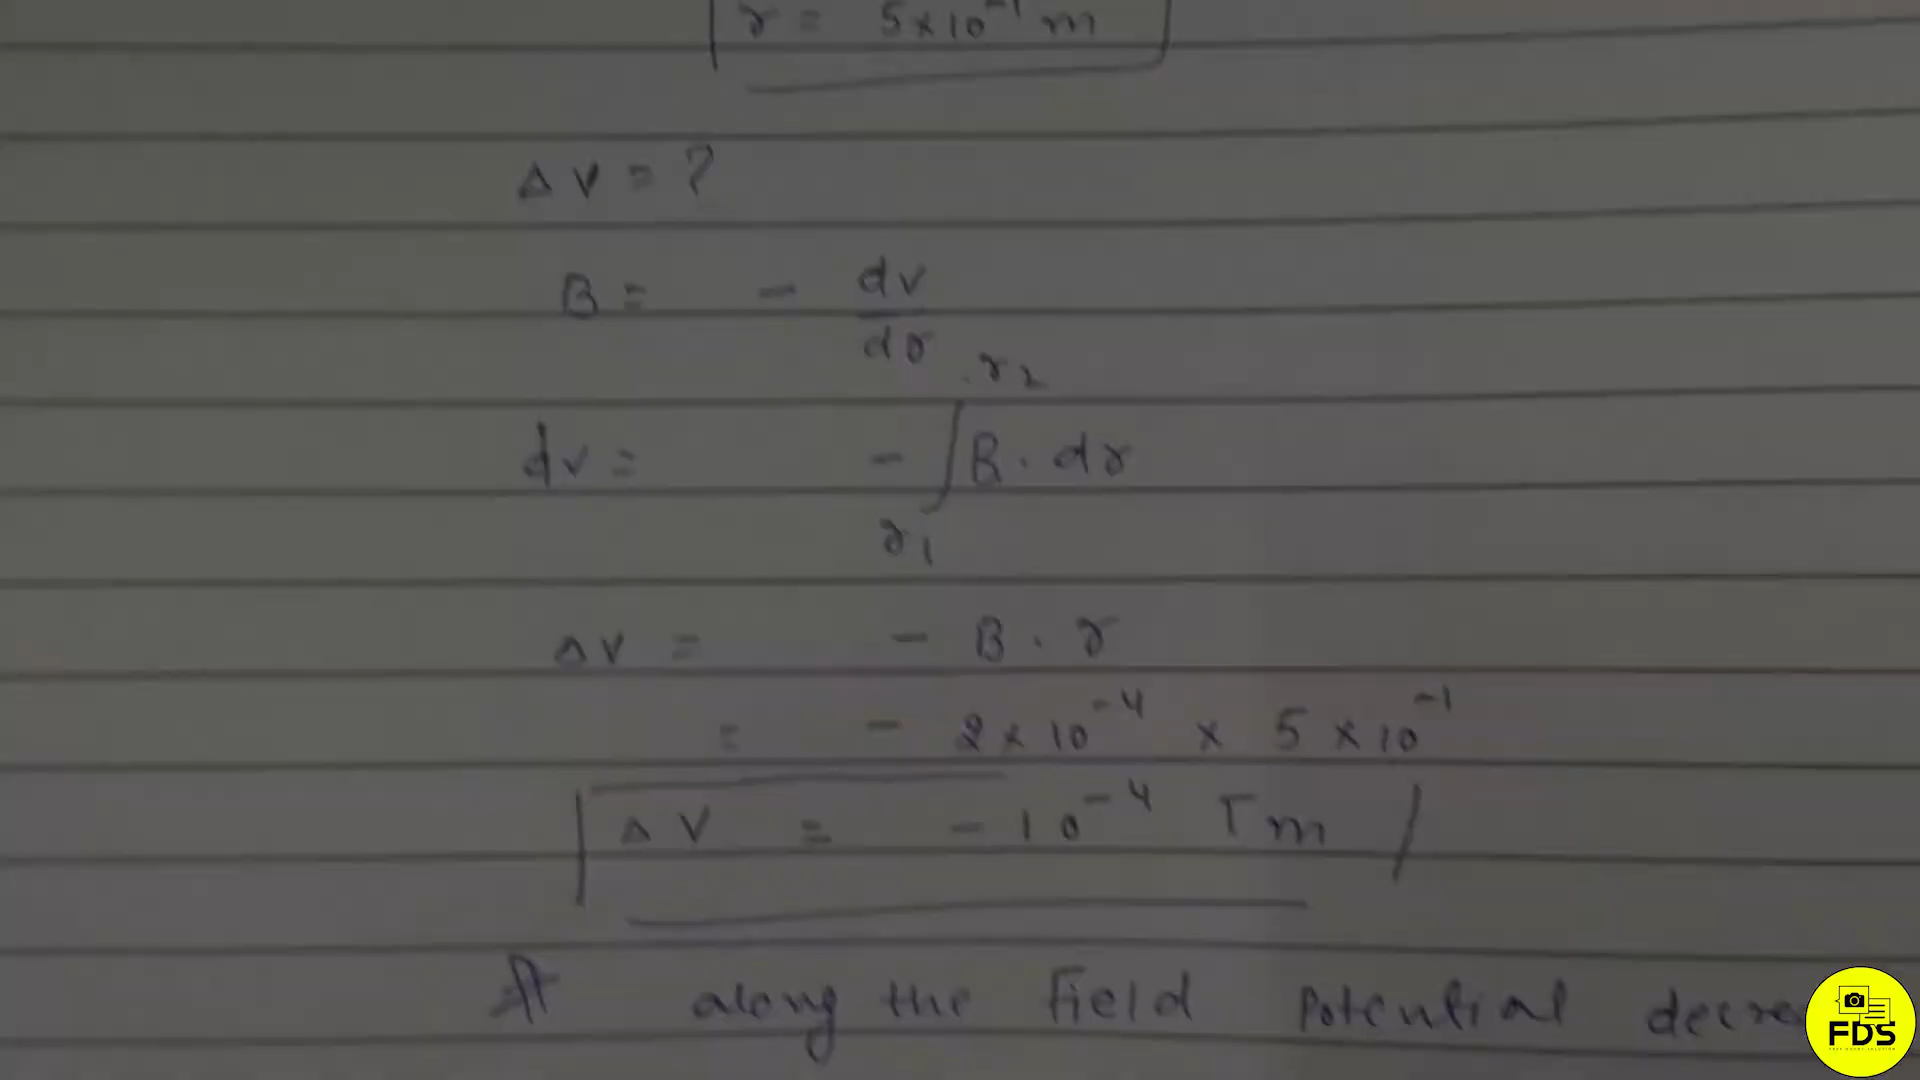 r = 5×10⁻¹ m
ΔV = ?
B = - dv
dr
r₂
dv = - ∫ B . dr
r₁
ΔV = - B . r
= - 2×10⁻⁴ × 5×10⁻¹
ΔV = - 10⁻⁴ Tm
along the field Potential decre
FDS